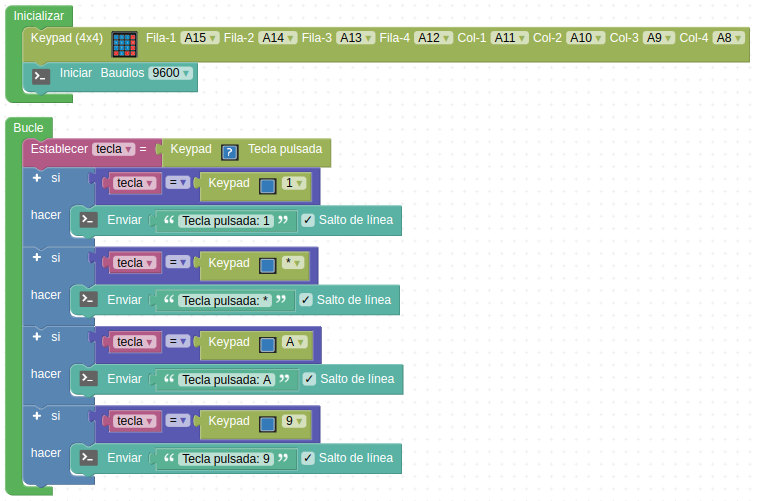 Inicializar
Keypad (4x4) Fila-1 A15 Fila-2 A14 Fila-3 A13 Fila-4 A12 Col-1 A11 Col-2 A10 Col-3 A9 Col-4 A8
Iniciar Baudios 9600
Bucle
Establecer tecla = Keypad ? Tecla pulsada
+ si tecla = Keypad 1
hacer Enviar “ Tecla pulsada: 1 ” ✓ Salto de línea
+ si tecla = Keypad *
hacer Enviar “ Tecla pulsada: * ” ✓ Salto de línea
+ si tecla = Keypad A
hacer Enviar “ Tecla pulsada: A ” ✓ Salto de línea
+ si tecla = Keypad 9
hacer Enviar “ Tecla pulsada: 9 ” ✓ Salto de línea